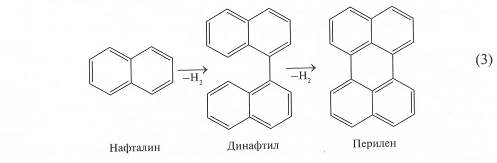 −H₂
−H₂
(3)
Нафталин
Динафтил
Перилен